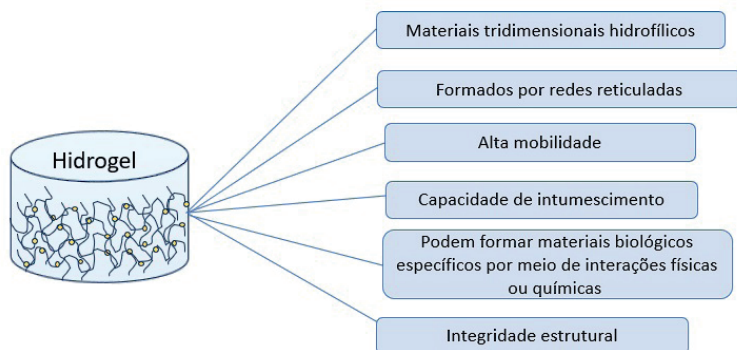 Hidrogel
Materiais tridimensionais hidrofílicos
Formados por redes reticuladas
Alta mobilidade
Capacidade de intumescimento
Podem formar materiais biológicos
específicos por meio de interações físicas
ou químicas
Integridade estrutural